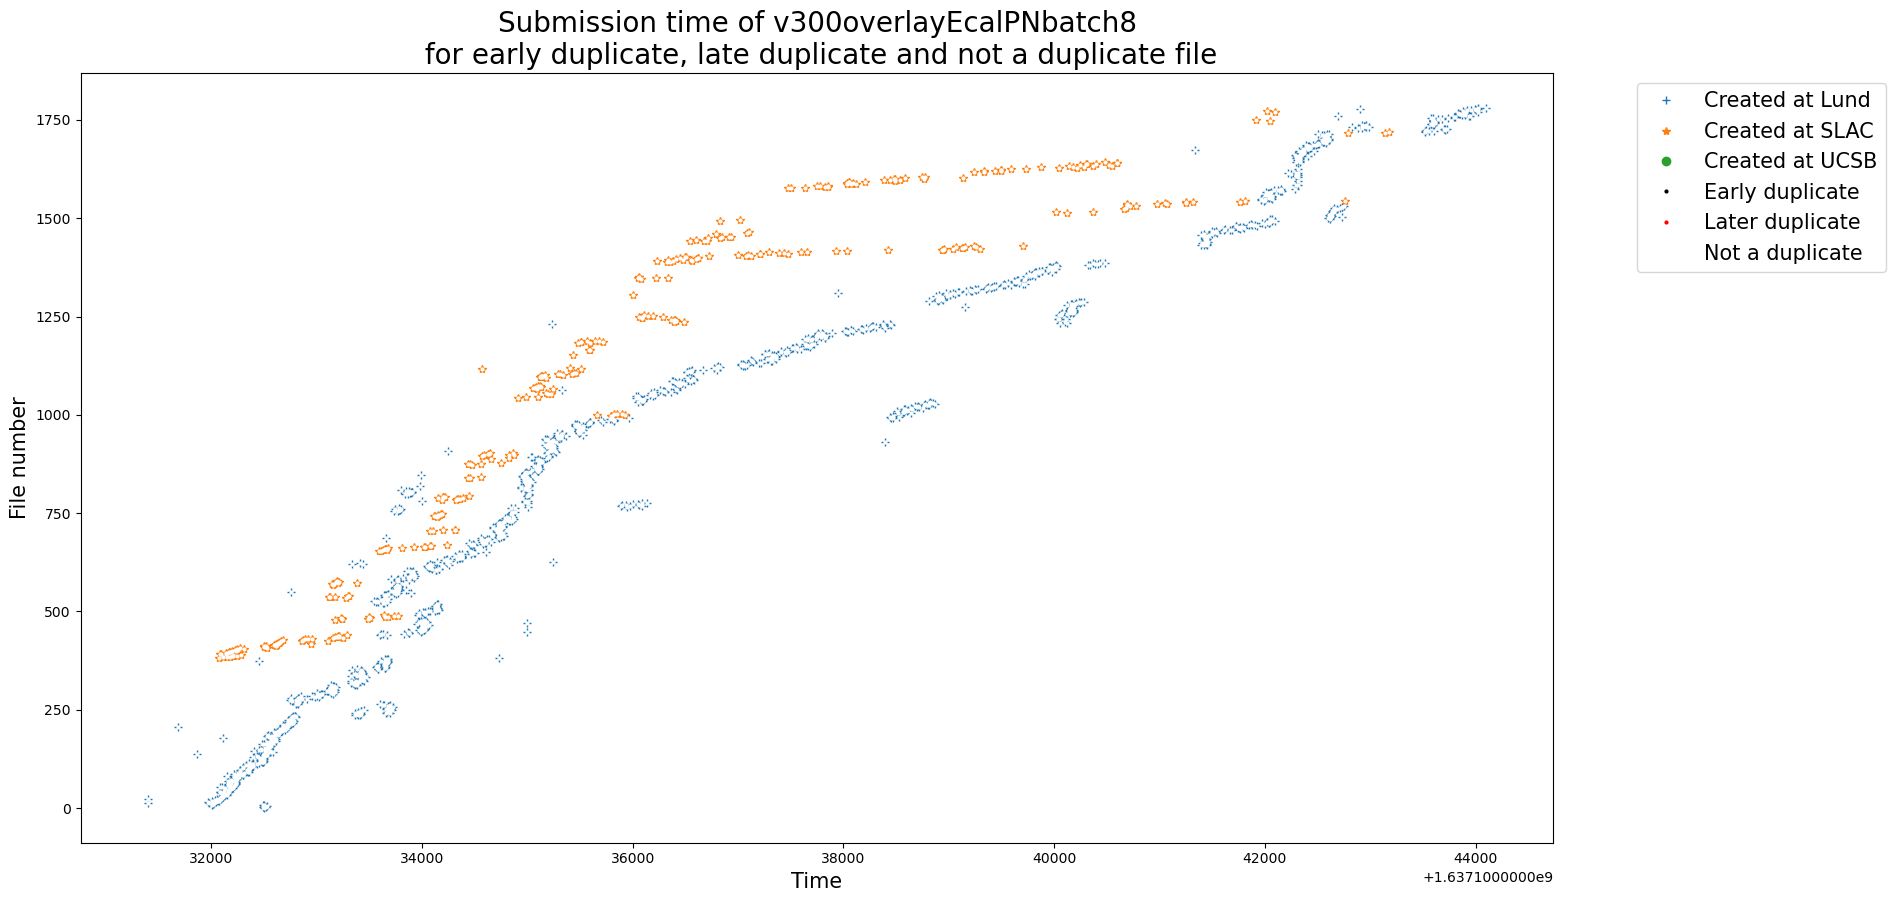 Submission time of v300overlayEcalPNbatch8
for early duplicate, late duplicate and not a duplicate file
Created at Lund
Created at SLAC
Created at UCSB
Early duplicate
Later duplicate
Not a duplicate
File number
1750
1500
1250
1000
750
500
250
0
32000 34000 36000 38000 40000 42000 44000
+1.6371000000e9
Time